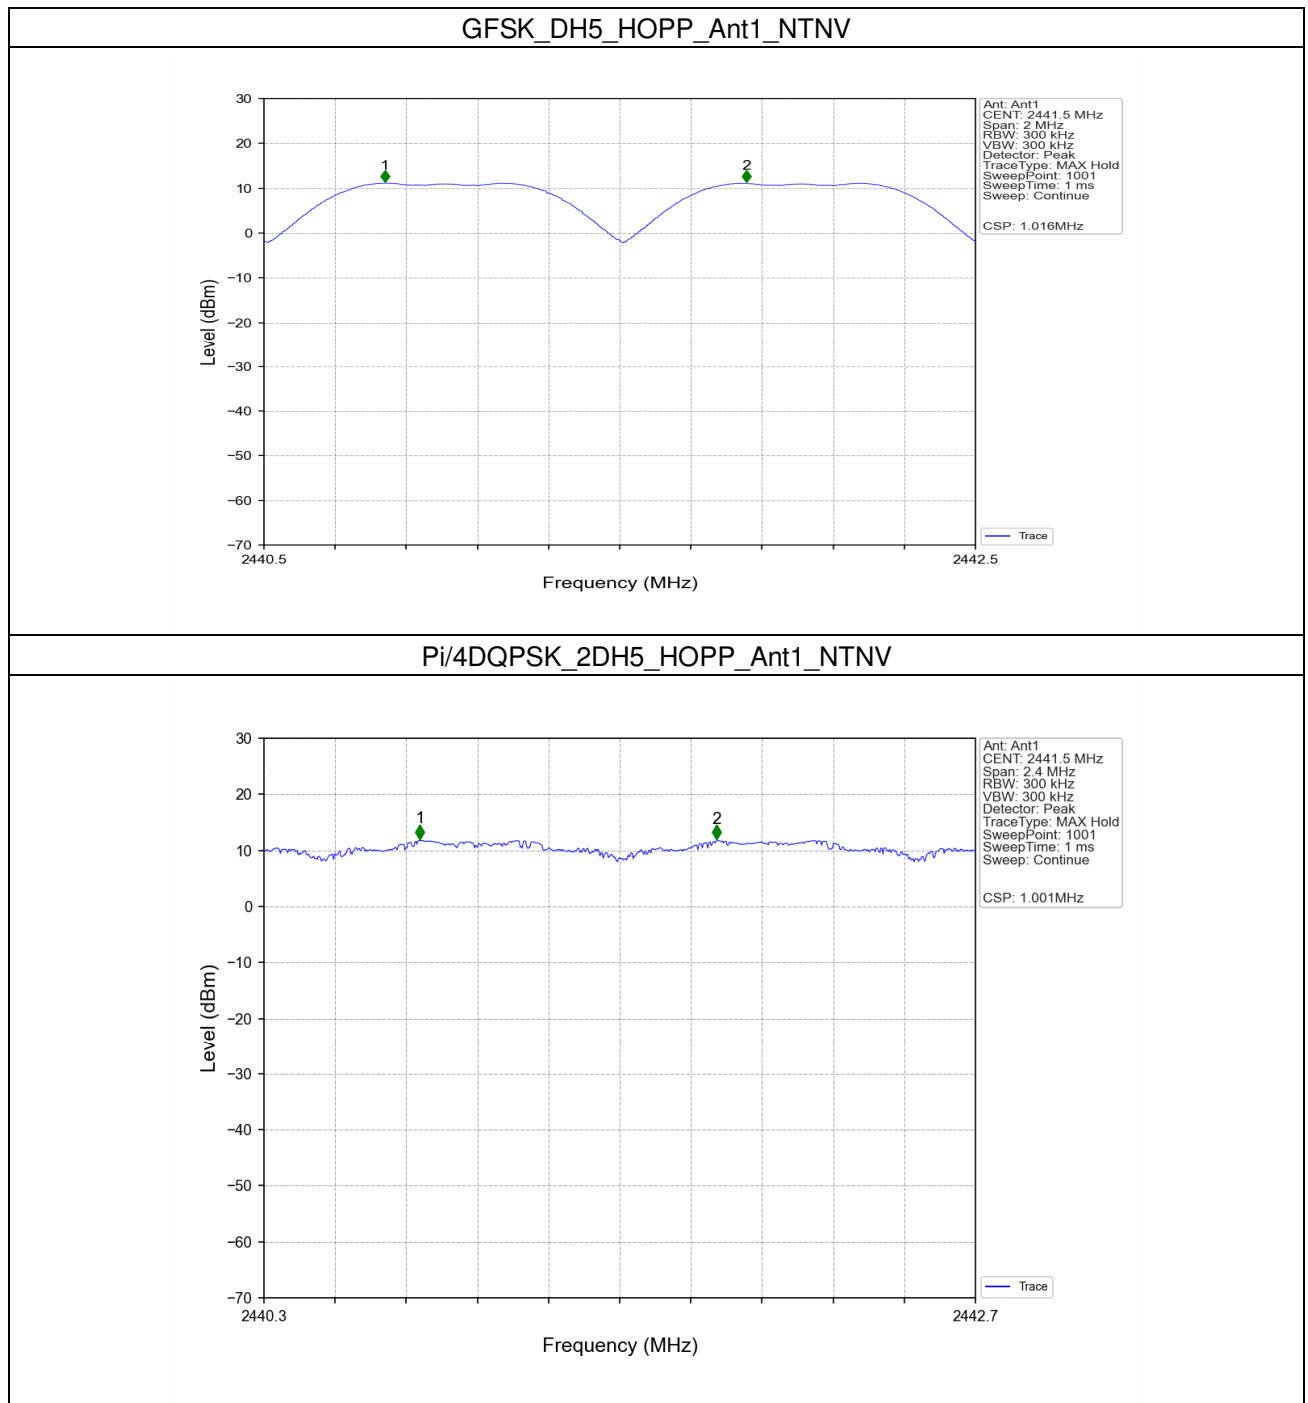 GFSK_DH5_HOPP_Ant1_NTNV
30
20
10
0
−10
−20
−30
−40
−50
−60
−70
Level (dBm)
1
2
2440.5
2442.5
Frequency (MHz)
Ant: Ant1
CENT: 2441.5 MHz
Span: 2 MHz
RBW: 300 kHz
VBW: 300 kHz
Detector: Peak
TraceType: MAX Hold
SweepPoint: 1001
SweepTime: 1 ms
Sweep: Continue
CSP: 1.016MHz
Trace
Pi/4DQPSK_2DH5_HOPP_Ant1_NTNV
30
20
10
0
−10
−20
−30
−40
−50
−60
−70
Level (dBm)
1
2
2440.3
2442.7
Frequency (MHz)
Ant: Ant1
CENT: 2441.5 MHz
Span: 2.4 MHz
RBW: 300 kHz
VBW: 300 kHz
Detector: Peak
TraceType: MAX Hold
SweepPoint: 1001
SweepTime: 1 ms
Sweep: Continue
CSP: 1.001MHz
Trace